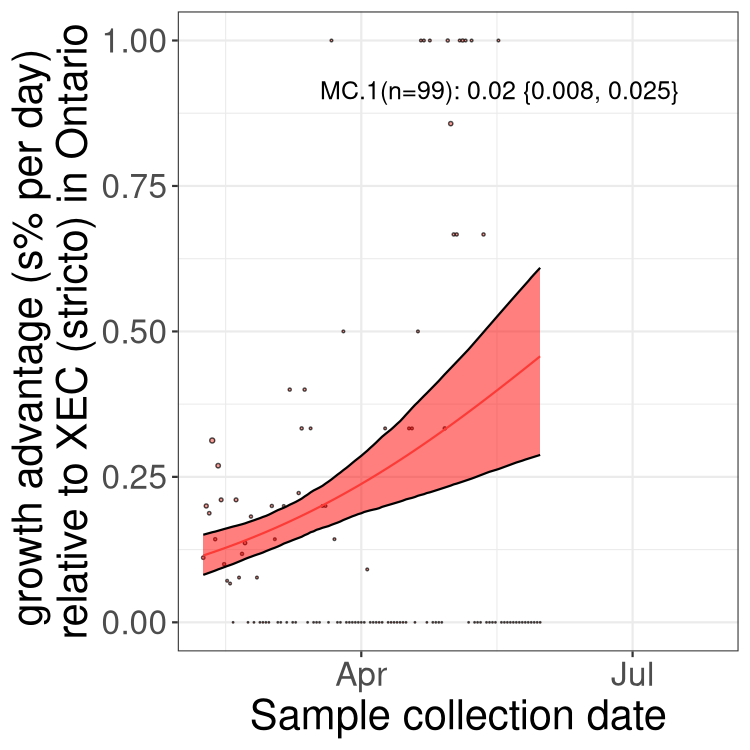 growth advantage (s% per day)
relative to XEC (stricto) in Ontario
1.00
0.75
0.50
0.25
0.00
MC.1(n=99): 0.02 {0.008, 0.025}
Apr
Jul
Sample collection date